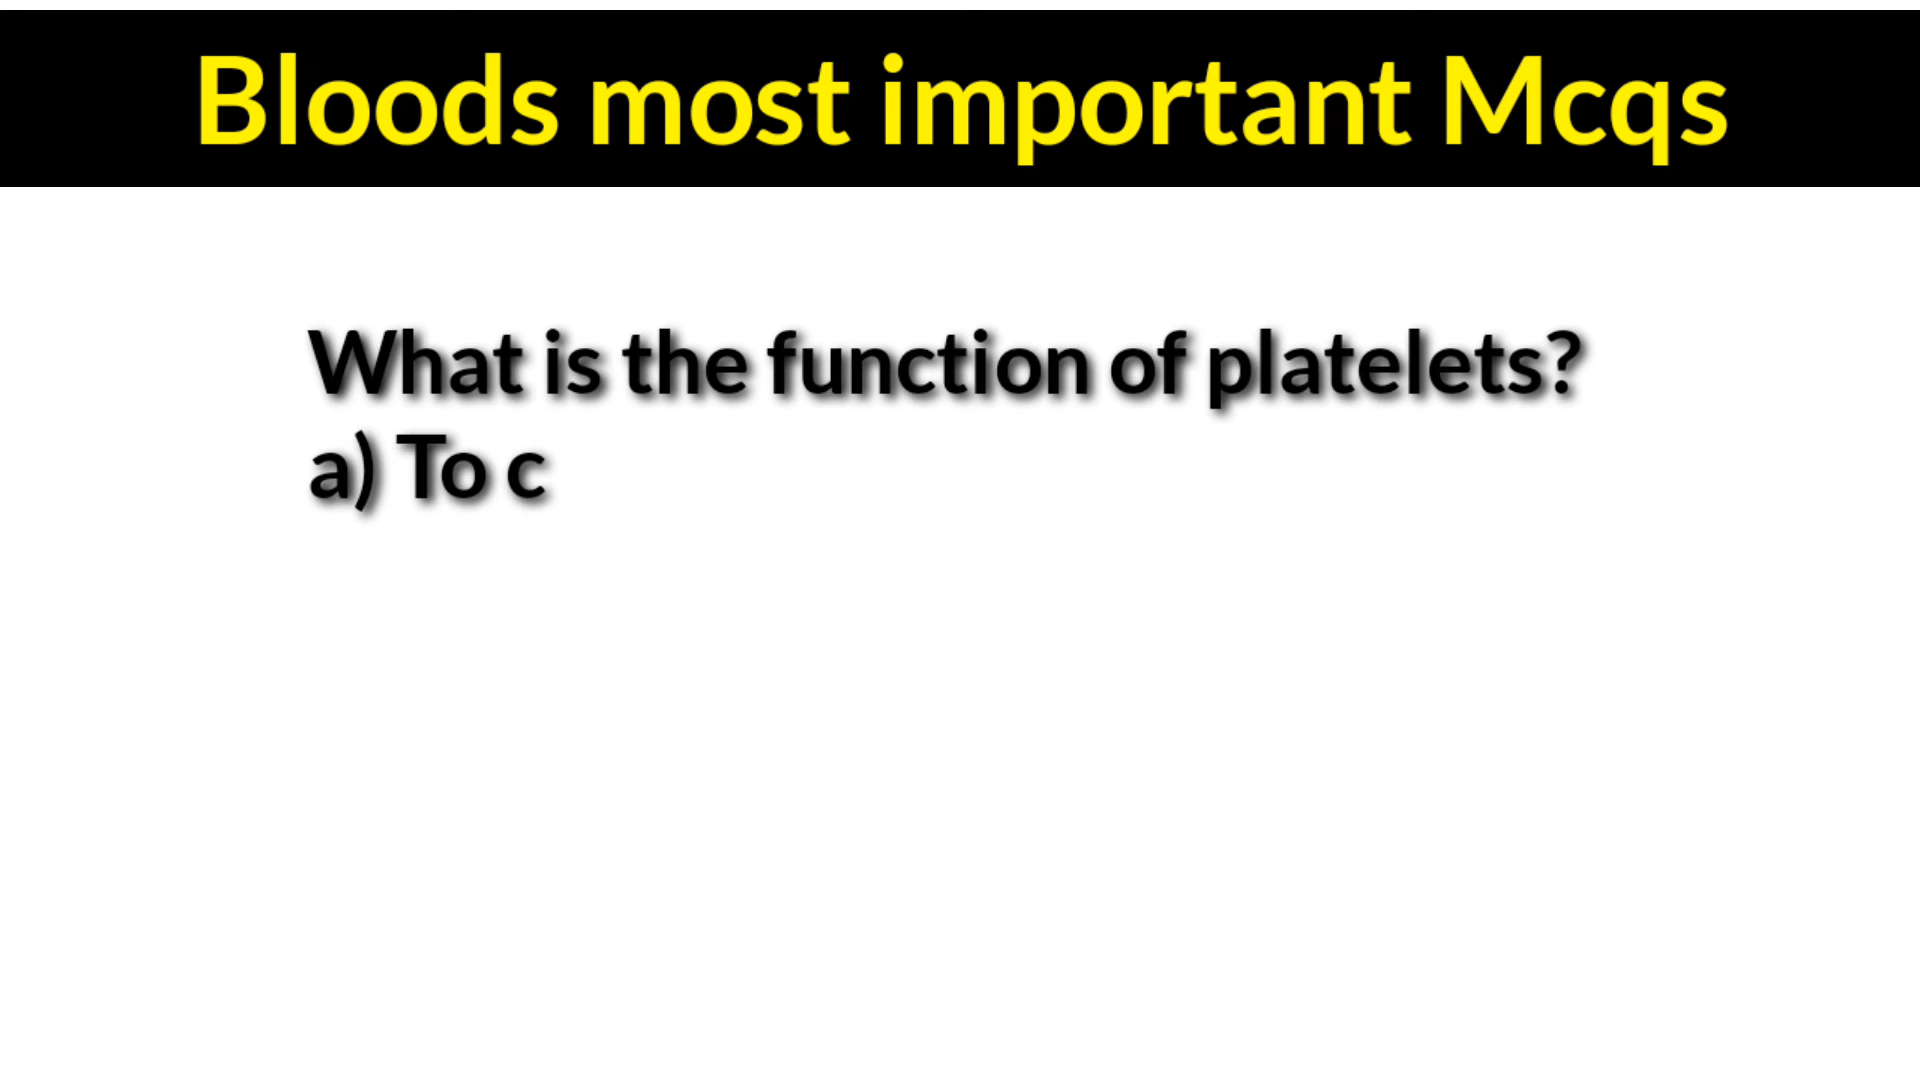 Bloods most important Mcqs
What is the function of platelets?
a) To c